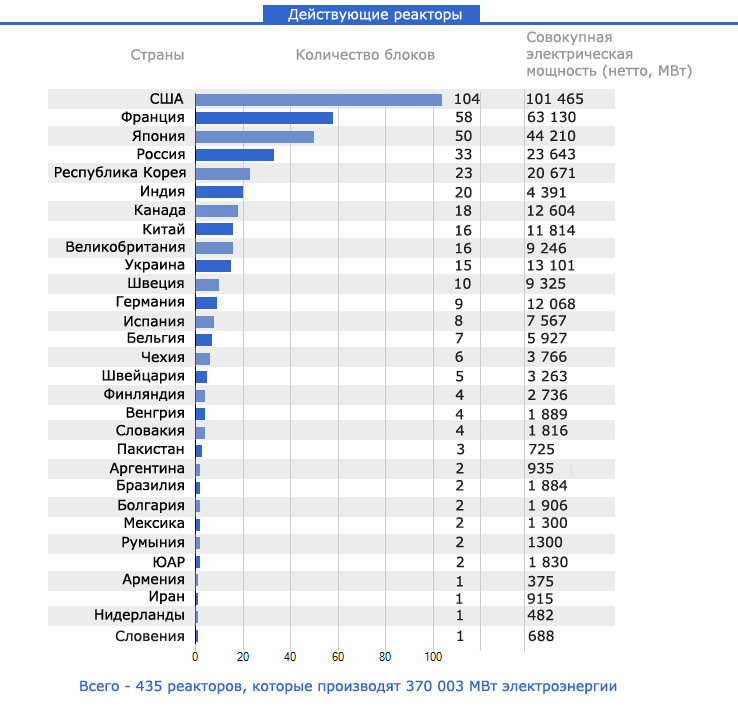 Действующие реакторы
Страны Количество блоков Совокупная
электрическая
мощность (нетто, МВт)
США 104 101 465
Франция 58 63 130
Япония 50 44 210
Россия 33 23 643
Республика Корея 23 20 671
Индия 20 4 391
Канада 18 12 604
Китай 16 11 814
Великобритания 16 9 246
Украина 15 13 101
Швеция 10 9 325
Германия 9 12 068
Испания 8 7 567
Бельгия 7 5 927
Чехия 6 3 766
Швейцария 5 3 263
Финляндия 4 2 736
Венгрия 4 1 889
Словакия 4 1 816
Пакистан 3 725
Аргентина 2 935
Бразилия 2 1 884
Болгария 2 1 906
Мексика 2 1 300
Румыния 2 1300
ЮАР 2 1 830
Армения 1 375
Иран 1 915
Нидерланды 1 482
Словения 1 688
0 20 40 60 80 100
Всего - 435 реакторов, которые производят 370 003 МВт электроэнергии